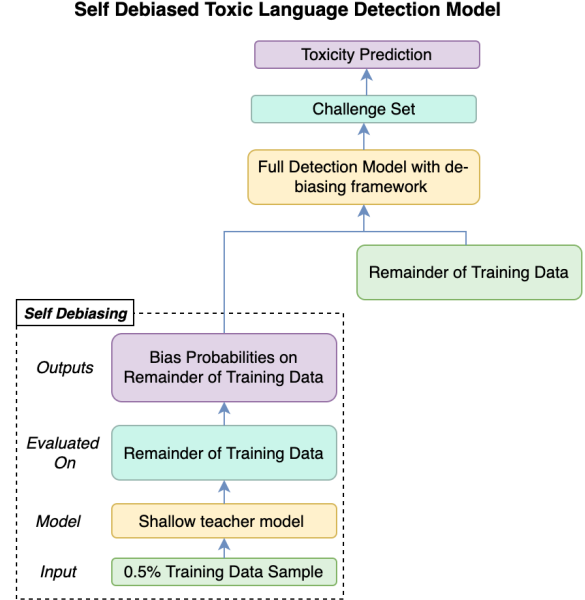 Self Debiased Toxic Language Detection Model
Toxicity Prediction
Challenge Set
Full Detection Model with de-
biasing framework
Remainder of Training Data
Self Debiasing
Outputs
Bias Probabilities on
Remainder of Training Data
Evaluated
On
Remainder of Training Data
Model
Shallow teacher model
Input
0.5% Training Data Sample